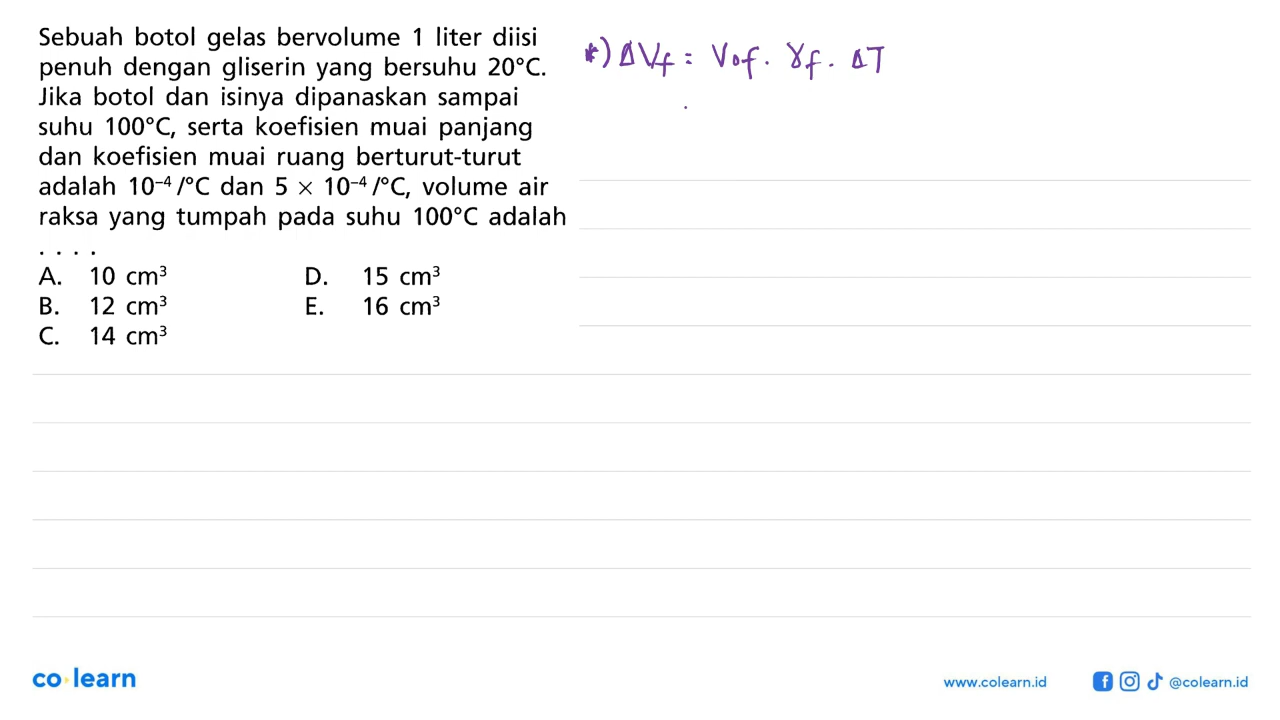 Sebuah botol gelas bervolume 1 liter diisi
penuh dengan gliserin yang bersuhu 20°C.
Jika botol dan isinya dipanaskan sampai
suhu 100°C, serta koefisien muai panjang
dan koefisien muai ruang berturut-turut
adalah 10⁻⁴/°C dan 5 × 10⁻⁴/°C, volume air
raksa yang tumpah pada suhu 100°C adalah
. . . .
A. 10 cm³ D. 15 cm³
B. 12 cm³ E. 16 cm³
C. 14 cm³
*) ΔVf = Vof . γf . ΔT
co learn
www.colearn.id
@colearn.id